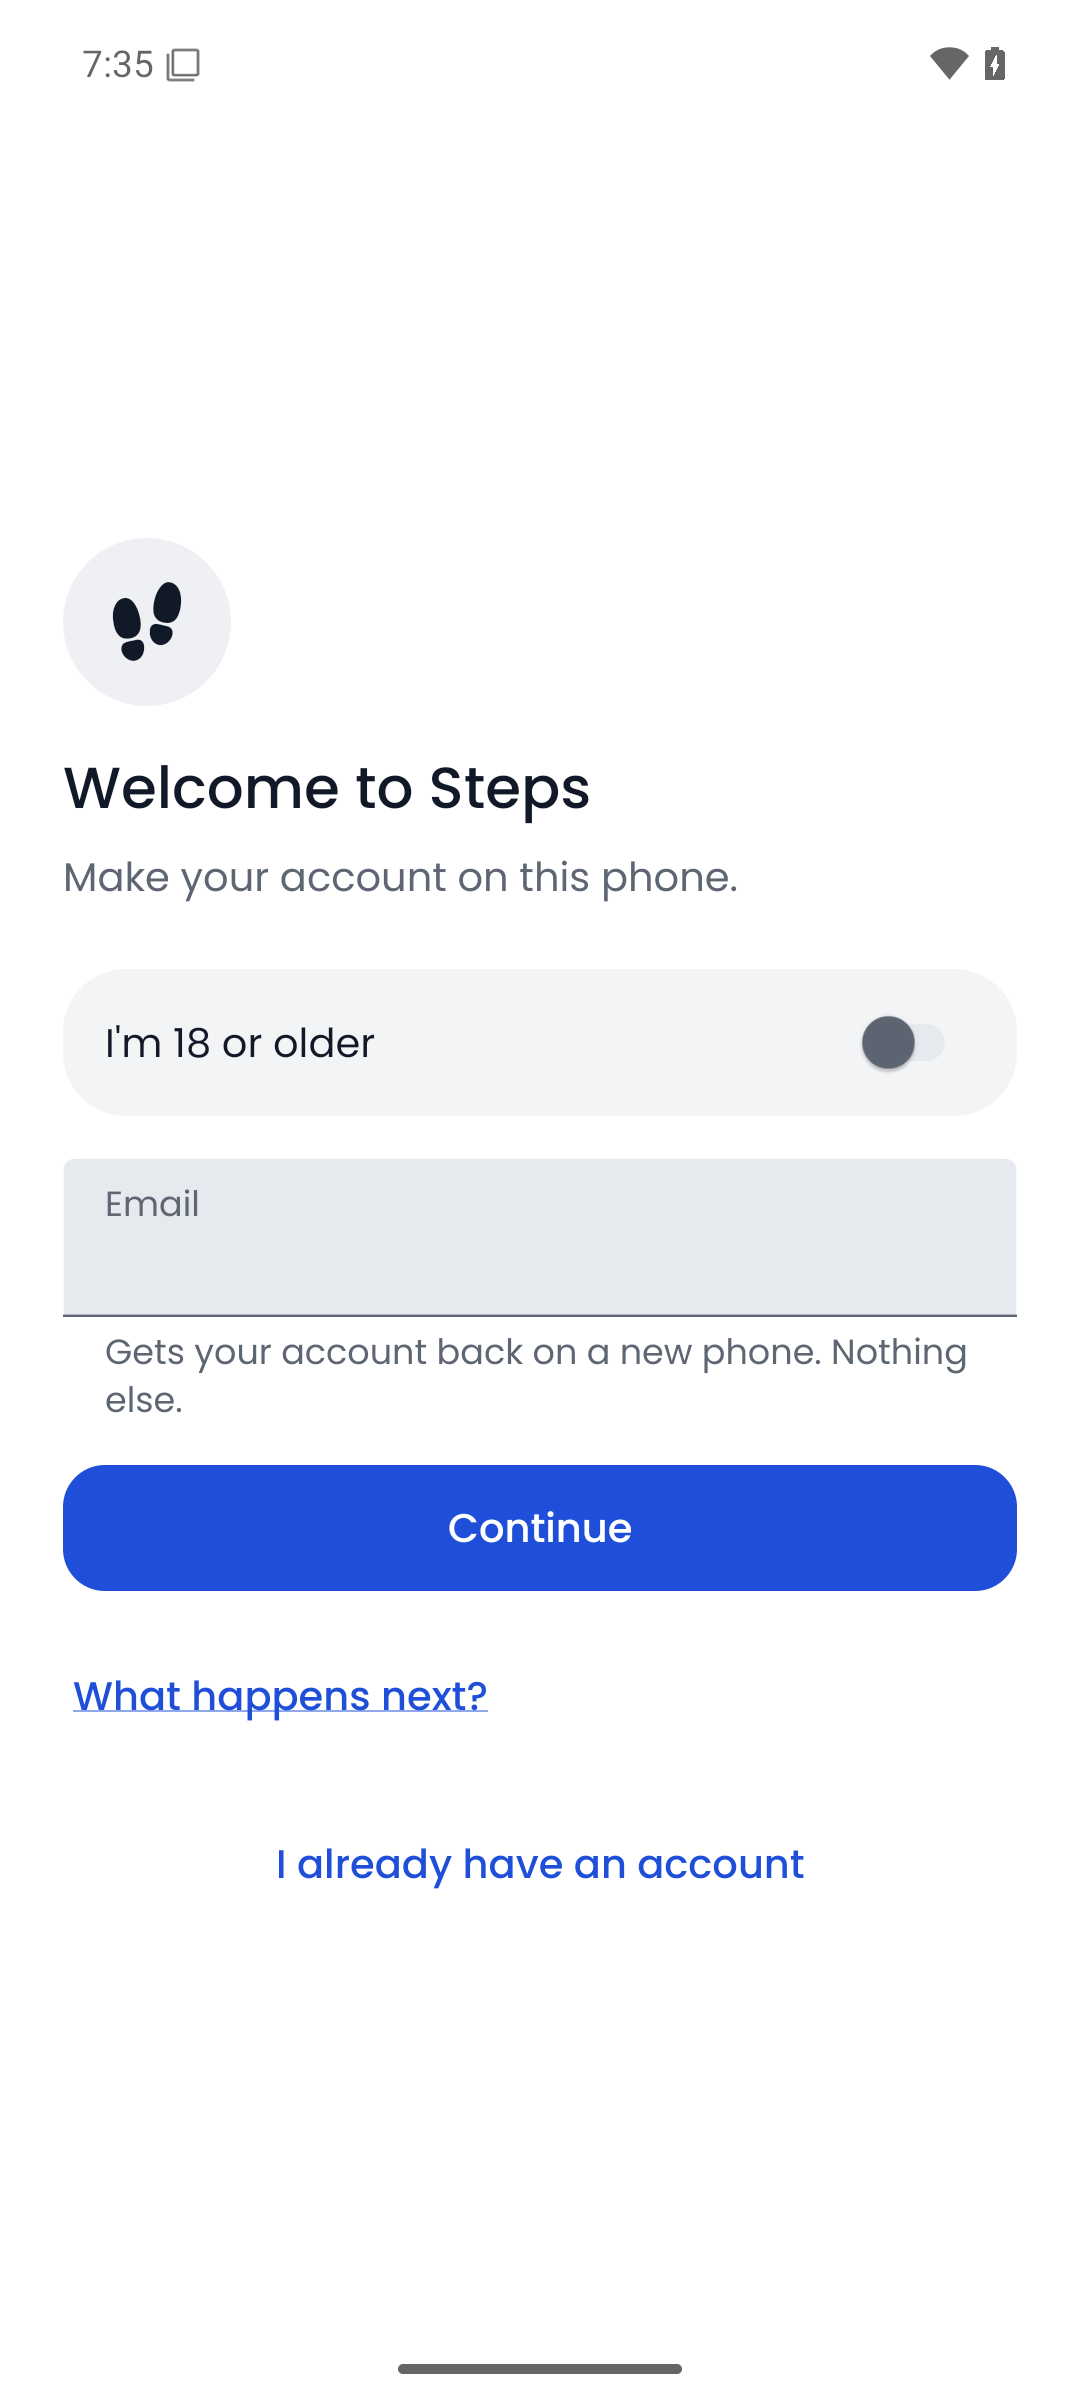 7:35
Welcome to Steps
Make your account on this phone.
I'm 18 or older
Email
Gets your account back on a new phone. Nothing
else.
Continue
What happens next?
I already have an account